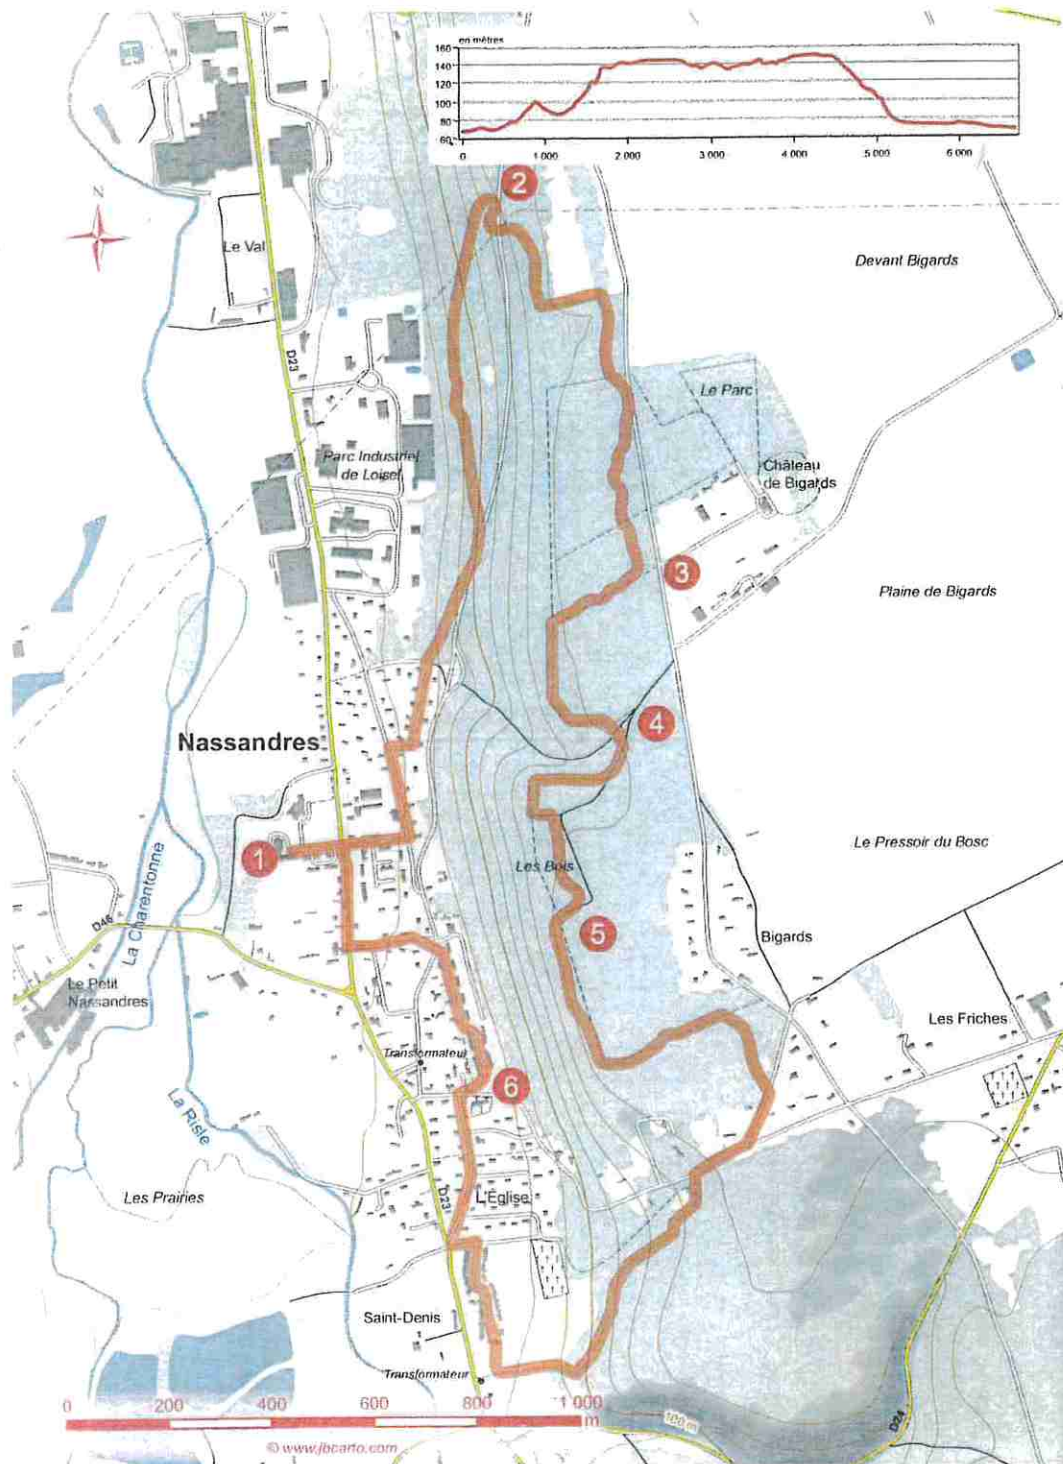 en mètres
160
140
120
100
80
60
0
1 000
2 000
3 000
4 000
5 000
6 000
2
N
Le Val
Devant Bigards
D23
Le Parc
Parc Industriel
de Loisel
Château
de Bigards
3
Plaine de Bigards
4
Nassandres
1
Le Pressoir du Bosc
La Charentonne
Les Bois
D46
5
Bigards
Le Petit
Nassandres
Les Friches
Transformateur
6
La Risle
Les Prairies
D23
L'Église
Saint-Denis
Transformateur
0
200
400
600
800
1 000
m
100 m
D24
© www.jbcarto.com